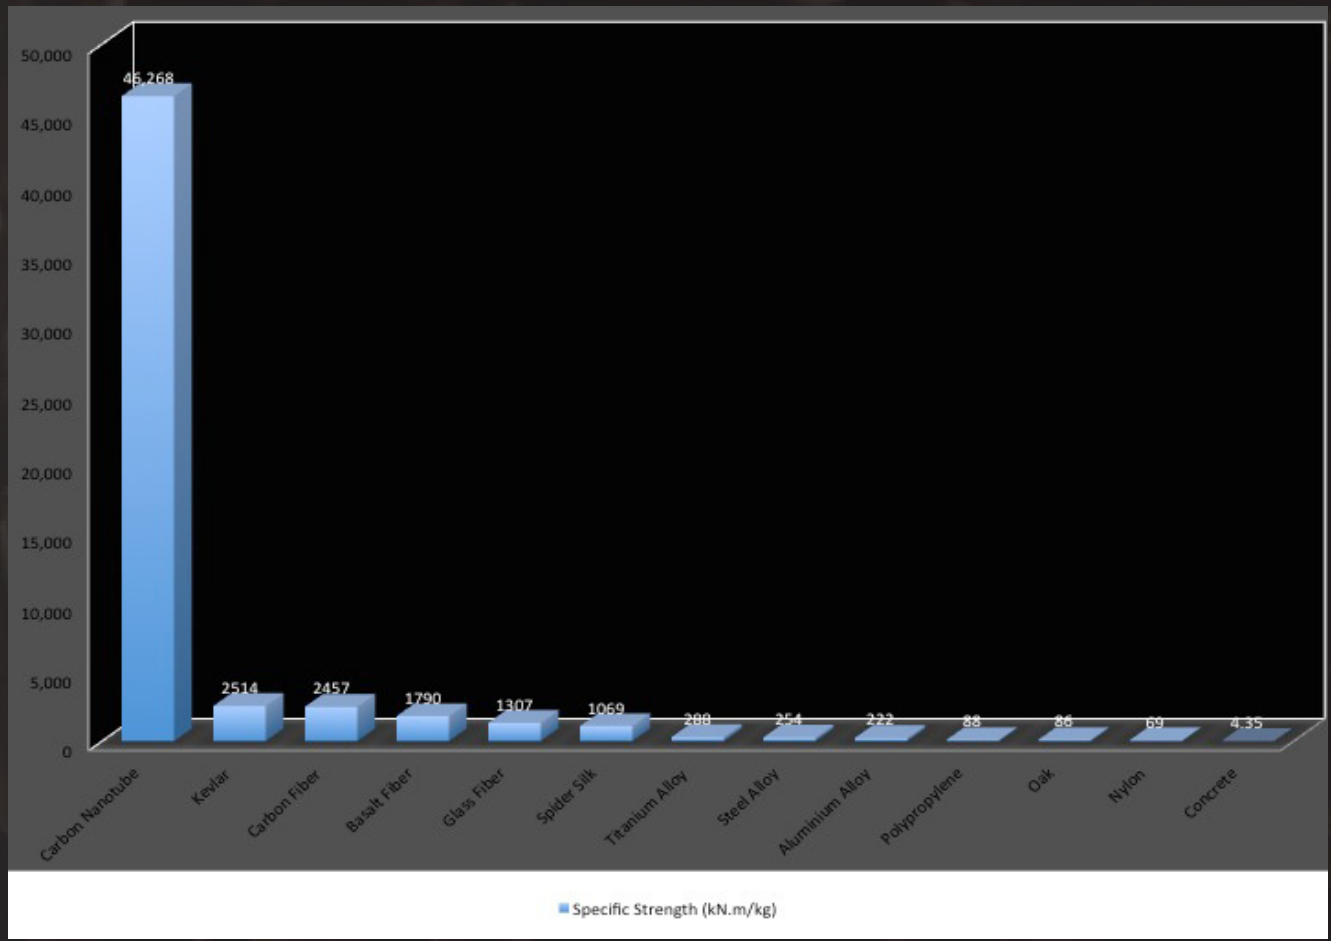 50,000
45,000
40,000
35,000
30,000
25,000
20,000
15,000
10,000
5,000
0
46,268
2514
2457
1790
1307
1069
288
254
222
88
86
69
4.35
Carbon Nanotube
Kevlar
Carbon Fiber
Basalt Fiber
Glass Fiber
Spider Silk
Titanium Alloy
Steel Alloy
Aluminium Alloy
Polypropylene
Oak
Nylon
Concrete
Specific Strength (kN.m/kg)